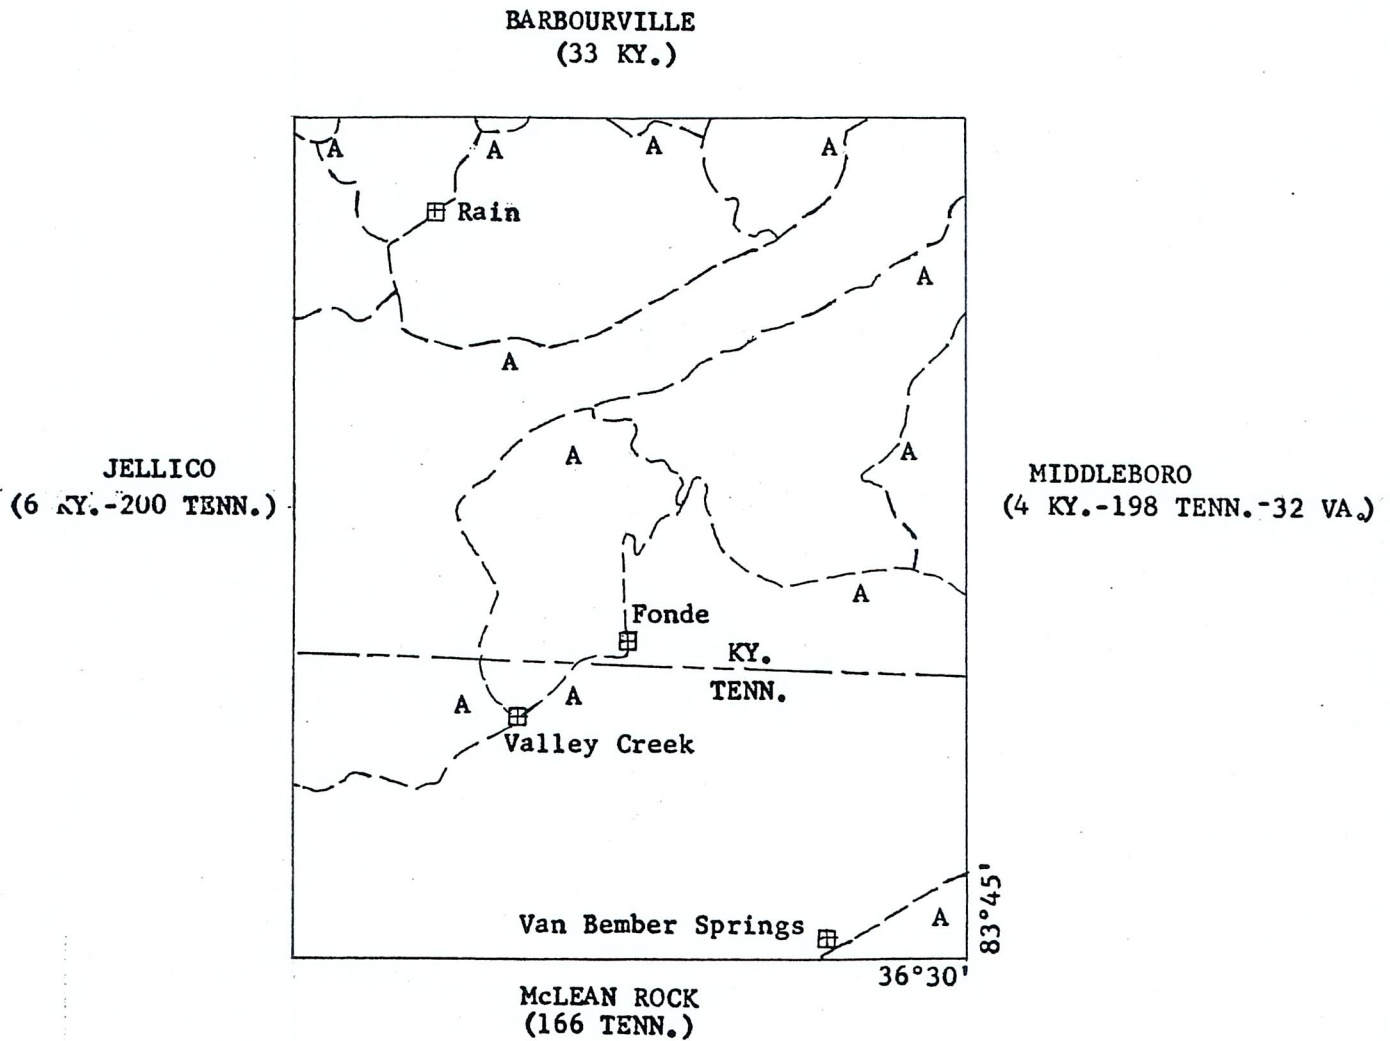 BARBOURVILLE
(33 KY.)
A
A
A
A
Rain
A
A
A
A
JELLICO
(6 KY.-200 TENN.)
MIDDLEBORO
(4 KY.-198 TENN.-32 VA.)
A
Fonde
KY.
TENN.
A
A
Valley Creek
83°45'
Van Bember Springs
A
36°30'
McLEAN ROCK
(166 TENN.)